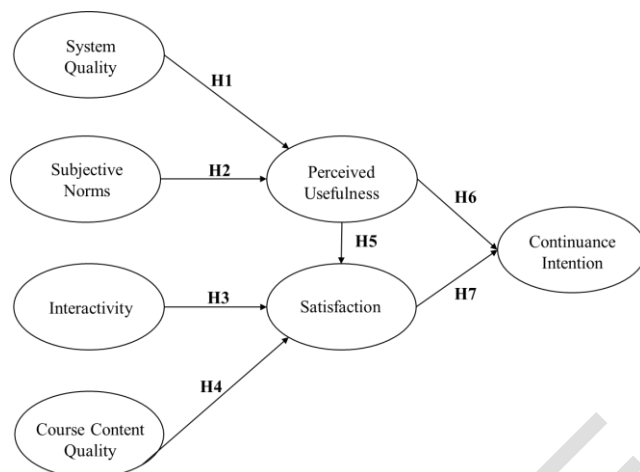 System
Quality
H1
Subjective
Norms
H2
Perceived
Usefulness
H6
H5
Continuance
Intention
Interactivity
H3
Satisfaction
H7
H4
Course Content
Quality